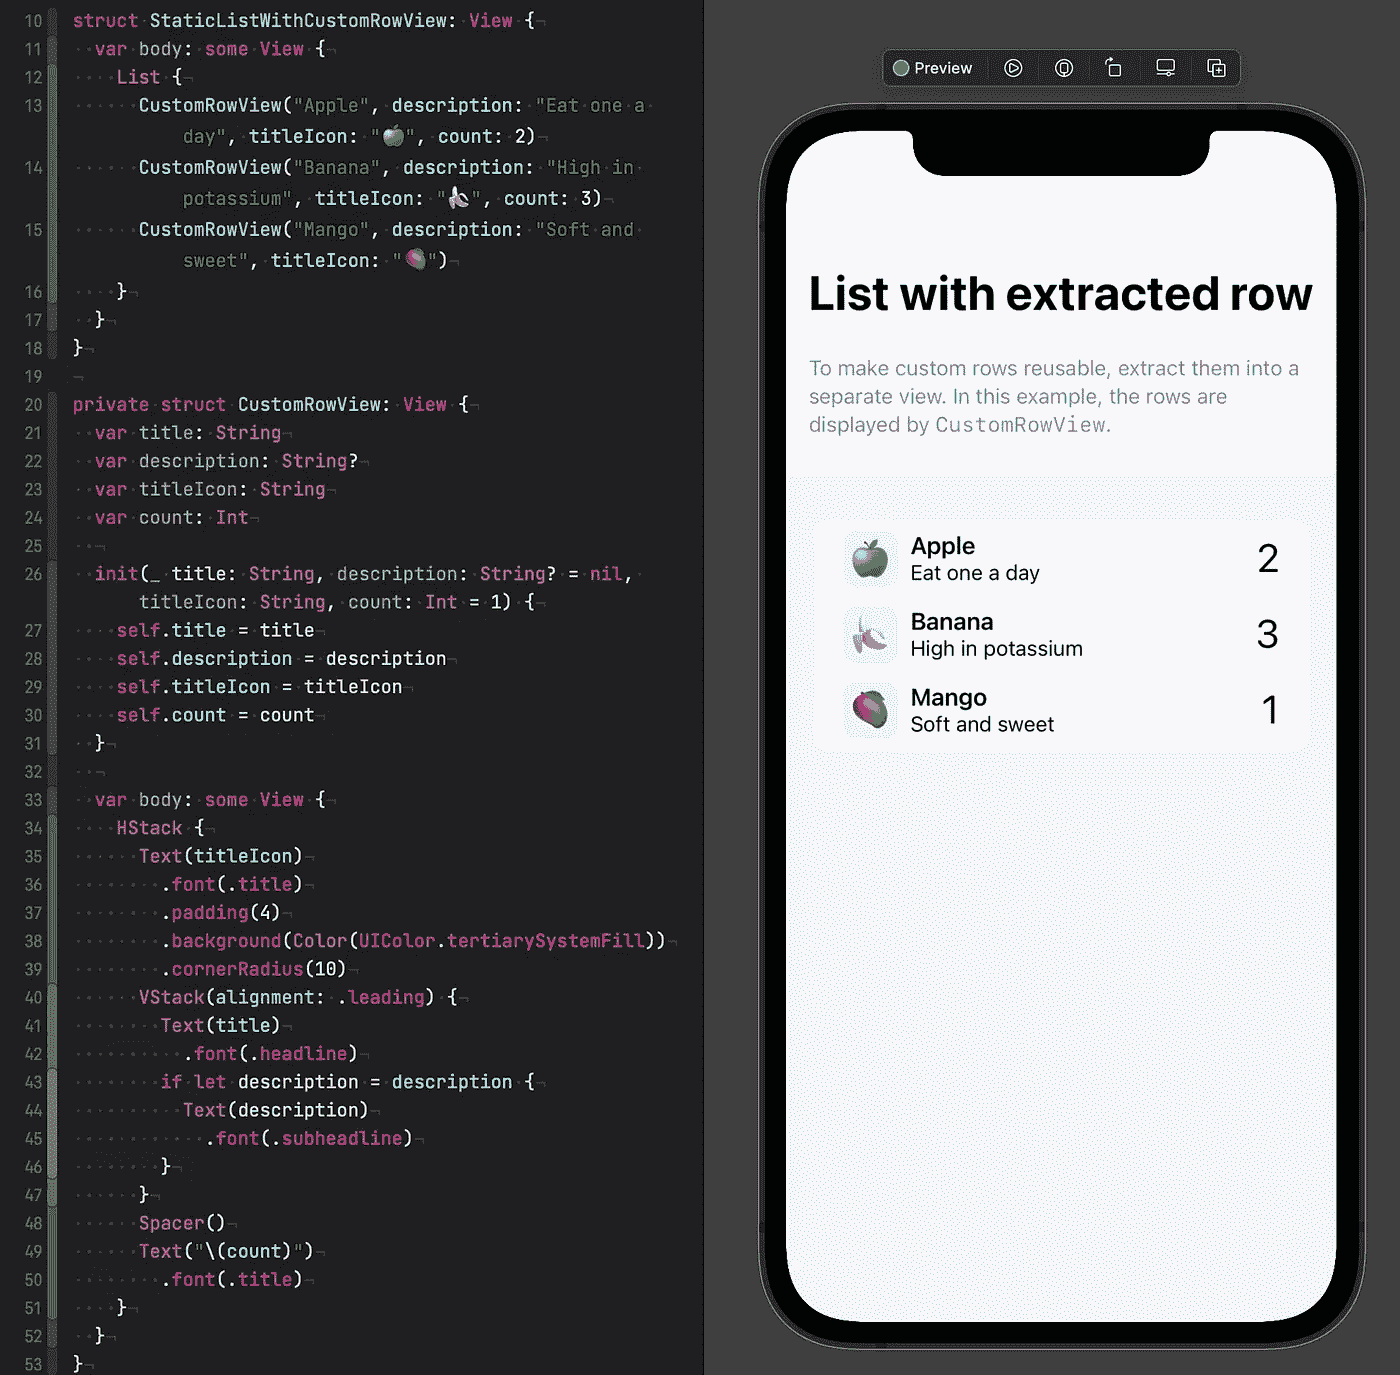 10 struct StaticListWithCustomRowView: View {
11 var body: some View {
12 List {
13 CustomRowView("Apple", description: "Eat one a
day", titleIcon: "🍏", count: 2)
14 CustomRowView("Banana", description: "High in
potassium", titleIcon: "🍌", count: 3)
15 CustomRowView("Mango", description: "Soft and
sweet", titleIcon: "🥭")
16 }
17 }
18 }
19
20 private struct CustomRowView: View {
21 var title: String
22 var description: String?
23 var titleIcon: String
24 var count: Int
25
26 init(_ title: String, description: String? = nil,
titleIcon: String, count: Int = 1) {
27 self.title = title
28 self.description = description
29 self.titleIcon = titleIcon
30 self.count = count
31 }
32
33 var body: some View {
34 HStack {
35 Text(titleIcon)
36 .font(.title)
37 .padding(4)
38 .background(Color(UIColor.tertiarySystemFill))
39 .cornerRadius(10)
40 VStack(alignment: .leading) {
41 Text(title)
42 .font(.headline)
43 if let description = description {
44 Text(description)
45 .font(.subheadline)
46 }
47 }
48 Spacer()
49 Text("\(count)")
50 .font(.title)
51 }
52 }
53 }
Preview
List with extracted row
To make custom rows reusable, extract them into a
separate view. In this example, the rows are
displayed by CustomRowView.
Apple
Eat one a day
2
Banana
High in potassium
3
Mango
Soft and sweet
1